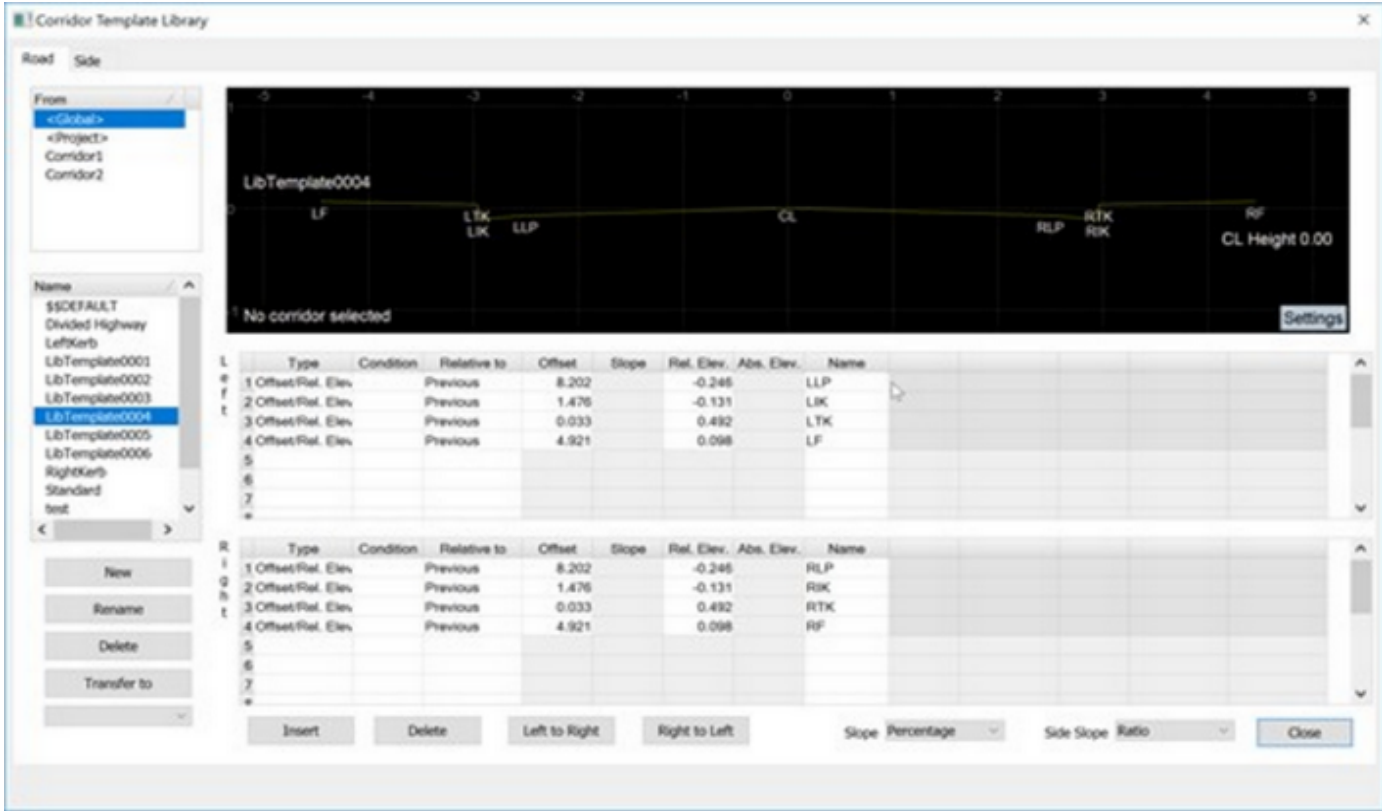 Corridor Template Library
Road Side
From
<Global>
<Project>
Corridor1
Corridor2
-5 -4 -3 -2 -1 0 1 2 3 4 5
1
LibTemplate0004
0
LF LTK LIK LLP CL RLP RTK RIK RF
CL Height 0.00
-1
No corridor selected
Settings
Name
$$DEFAULT
Divided Highway
LeftKerb
LibTemplate0001
LibTemplate0002
LibTemplate0003
LibTemplate0004
LibTemplate0005
LibTemplate0006
RightKerb
Standard
test
New
Rename
Delete
Transfer to
Left
Type Condition Relative to Offset Slope Rel. Elev. Abs. Elev. Name
1 Offset/Rel. Elev Previous 8.202 -0.246 LLP
2 Offset/Rel. Elev Previous 1.476 -0.131 LIK
3 Offset/Rel. Elev Previous 0.033 0.492 LTK
4 Offset/Rel. Elev Previous 4.921 0.098 LF
5
6
7
Right
Type Condition Relative to Offset Slope Rel. Elev. Abs. Elev. Name
1 Offset/Rel. Elev Previous 8.202 -0.246 RLP
2 Offset/Rel. Elev Previous 1.476 -0.131 RIK
3 Offset/Rel. Elev Previous 0.033 0.492 RTK
4 Offset/Rel. Elev Previous 4.921 0.098 RF
5
6
7
Insert Delete Left to Right Right to Left Slope Percentage Side Slope Ratio Close